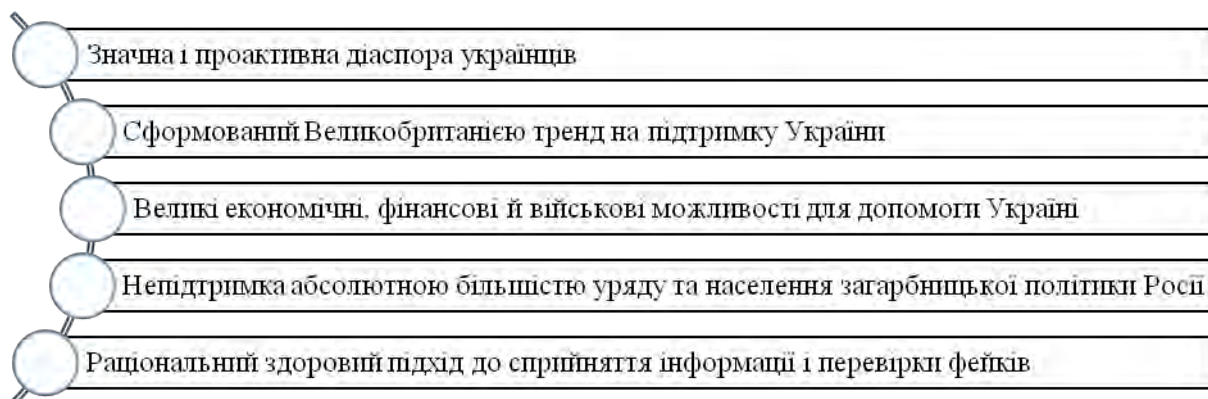 Значна і проактивна діаспора українців
Сформований Великобританією тренд на підтримку України
Великі економічні, фінансові й військові можливості для допомоги Україні
Непідтримка абсолютною більшістю уряду та населення загарбницької політики Росії
Раціональний здоровий підхід до сприйняття інформації і перевірки фейків